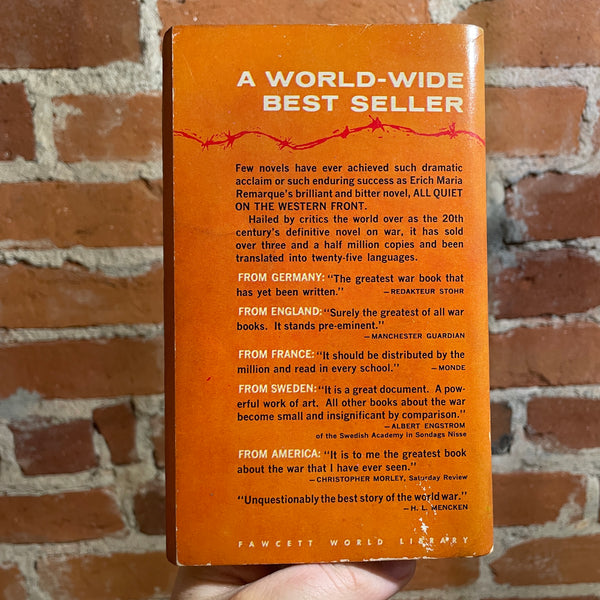 A WORLD-WIDE
BEST SELLER
Few novels have ever achieved such dramatic
acclaim or such enduring success as Erich Maria
Remarque's brilliant and bitter novel, ALL QUIET
ON THE WESTERN FRONT.
Hailed by critics the world over as the 20th
century's definitive novel on war, it has sold
over three and a half million copies and been
translated into twenty-five languages.
FROM GERMANY: "The greatest war book that
has yet been written." —REDAKTEUR STOHR
FROM ENGLAND: "Surely the greatest of all war
books. It stands pre-eminent."
—MANCHESTER GUARDIAN
FROM FRANCE: "It should be distributed by the
million and read in every school." —MONDE
FROM SWEDEN: "It is a great document. A pow-
erful work of art. All other books about the war
become small and insignificant by comparison."
—ALBERT ENGSTROM
of the Swedish Academy in Sondags Nisse
FROM AMERICA: "It is to me the greatest book
about the war that I have ever seen."
—CHRISTOPHER MORLEY, Saturday Review
"Unquestionably the best story of the world war."
—H. L. MENCKEN
FAWCETT WORLD LIBRARY